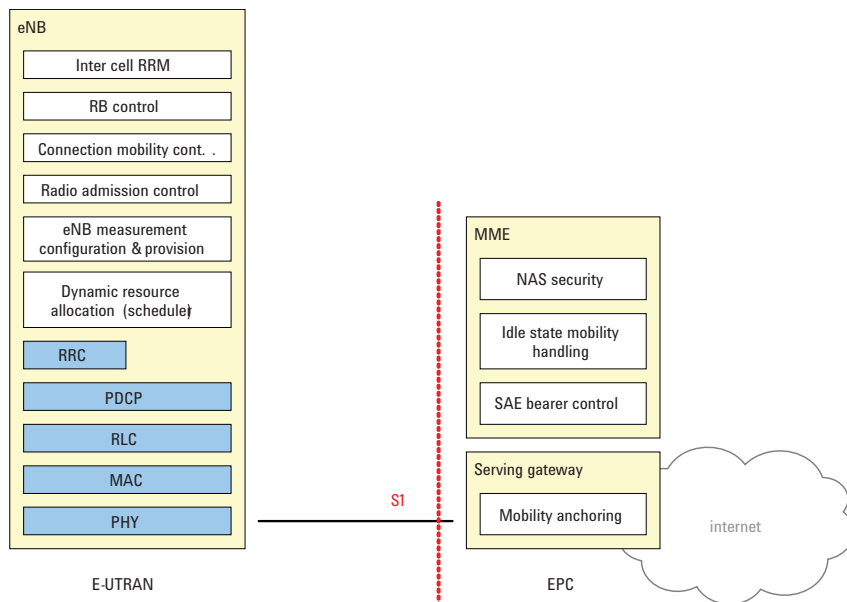 eNB
Inter cell RRM
RB control
Connection mobility cont. .
Radio admission control
eNB measurement
configuration & provision
Dynamic resource
allocation (scheduler)
RRC
PDCP
RLC
MAC
PHY
E-UTRAN
S1
MME
NAS security
Idle state mobility
handling
SAE bearer control
Serving gateway
Mobility anchoring
EPC
internet